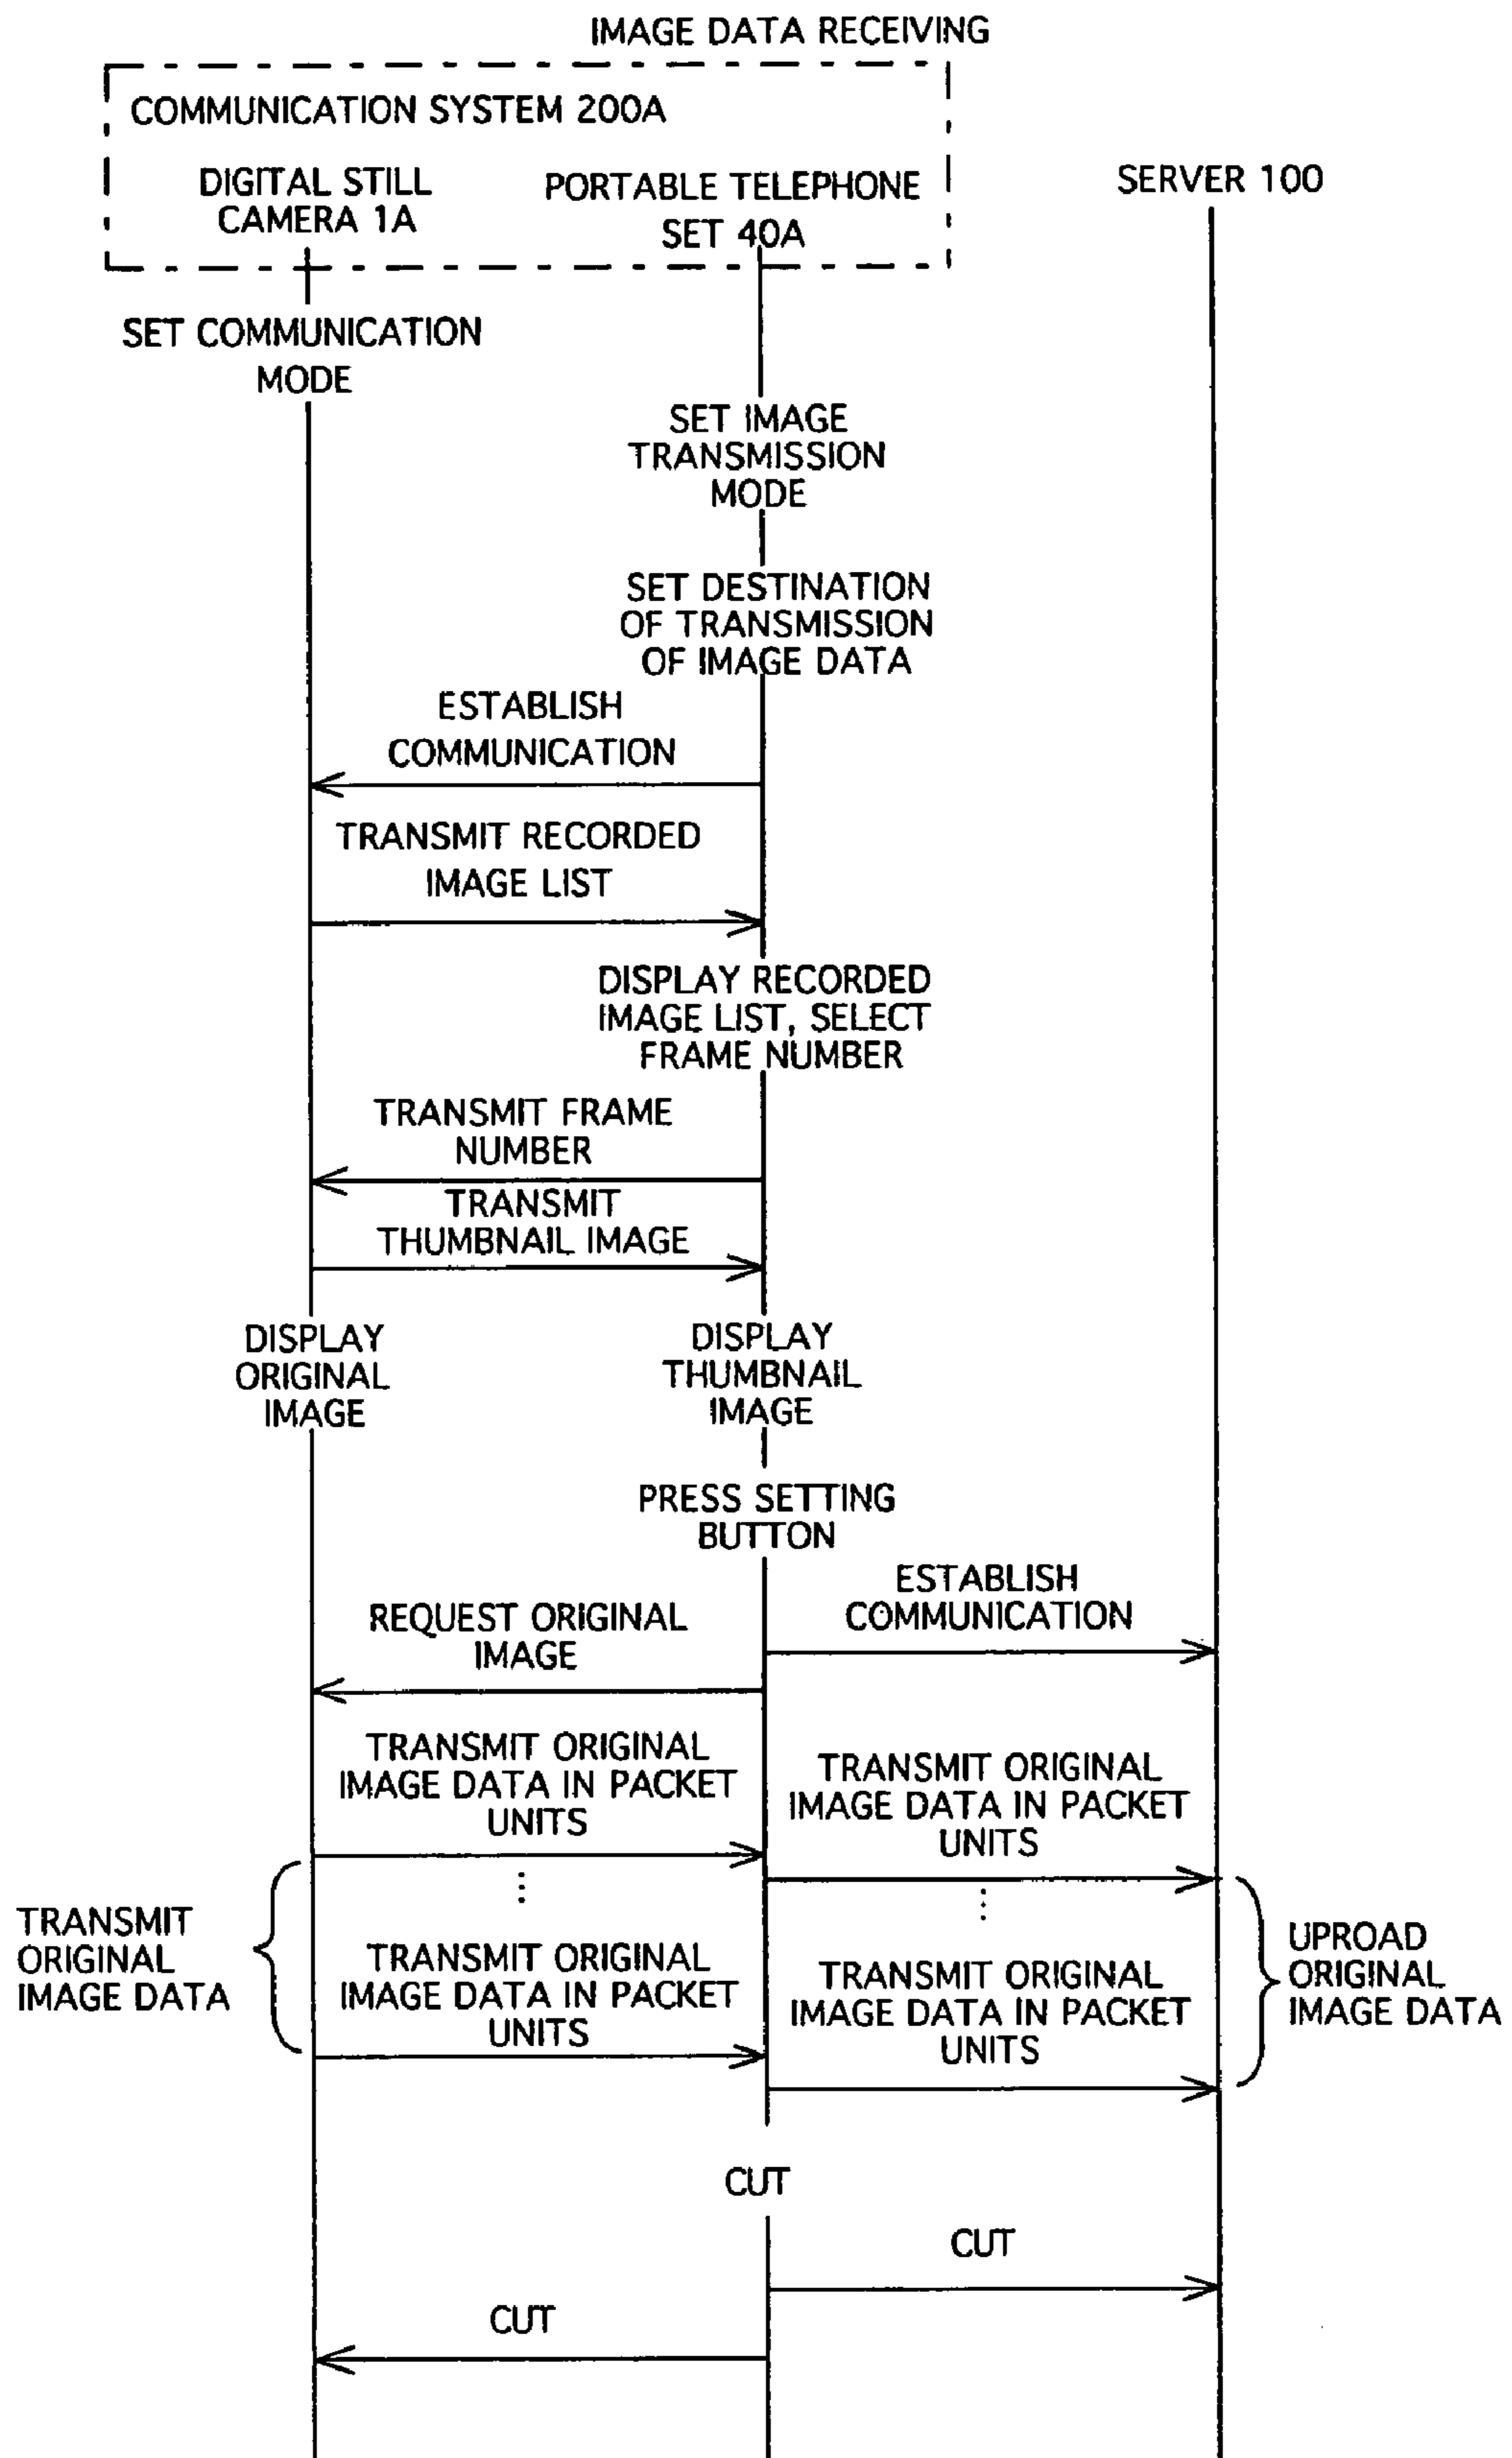 IMAGE DATA RECEIVING
COMMUNICATION SYSTEM 200A
DIGITAL STILL
CAMERA 1A
PORTABLE TELEPHONE
SET 40A
SERVER 100
SET COMMUNICATION
MODE
SET IMAGE
TRANSMISSION
MODE
SET DESTINATION
OF TRANSMISSION
OF IMAGE DATA
ESTABLISH
COMMUNICATION
TRANSMIT RECORDED
IMAGE LIST
DISPLAY RECORDED
IMAGE LIST, SELECT
FRAME NUMBER
TRANSMIT FRAME
NUMBER
TRANSMIT
THUMBNAIL IMAGE
DISPLAY
ORIGINAL
IMAGE
DISPLAY
THUMBNAIL
IMAGE
PRESS SETTING
BUTTON
ESTABLISH
COMMUNICATION
REQUEST ORIGINAL
IMAGE
TRANSMIT ORIGINAL
IMAGE DATA IN PACKET
UNITS
TRANSMIT ORIGINAL
IMAGE DATA IN PACKET
UNITS
TRANSMIT
ORIGINAL
IMAGE DATA
TRANSMIT ORIGINAL
IMAGE DATA IN PACKET
UNITS
TRANSMIT ORIGINAL
IMAGE DATA IN PACKET
UNITS
UPROAD
ORIGINAL
IMAGE DATA
CUT
CUT
CUT